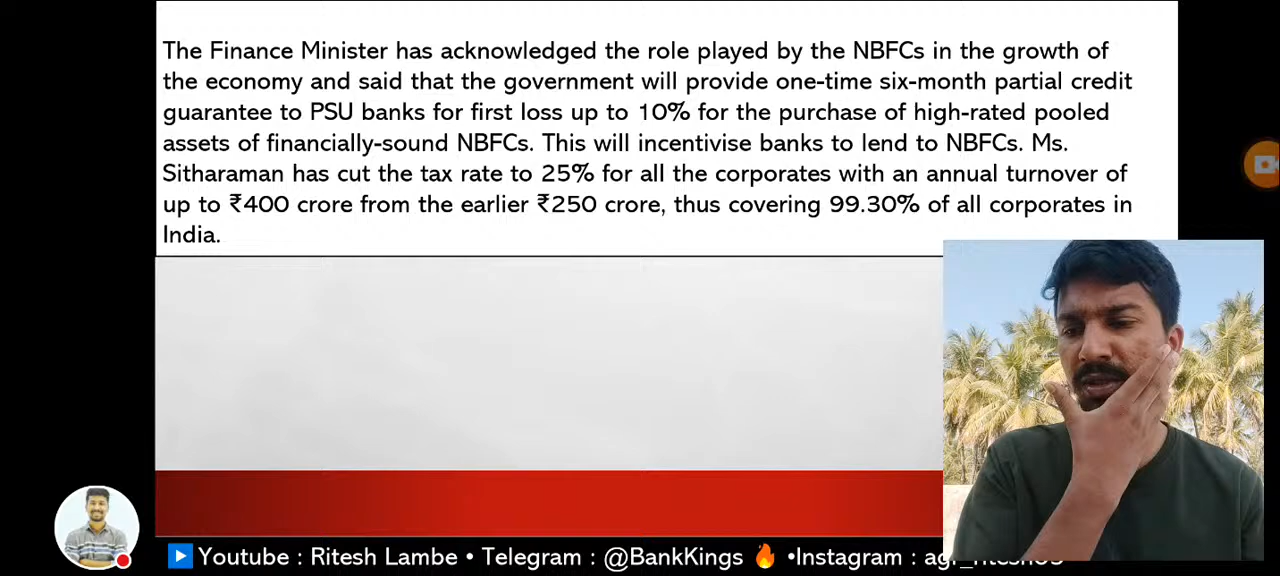 The Finance Minister has acknowledged the role played by the NBFCs in the growth of
the economy and said that the government will provide one-time six-month partial credit
guarantee to PSU banks for first loss up to 10% for the purchase of high-rated pooled
assets of financially-sound NBFCs. This will incentivise banks to lend to NBFCs. Ms.
Sitharaman has cut the tax rate to 25% for all the corporates with an annual turnover of
up to ₹400 crore from the earlier ₹250 crore, thus covering 99.30% of all corporates in
India.
Youtube : Ritesh Lambe • Telegram : @BankKings 🔥 •Instagram :